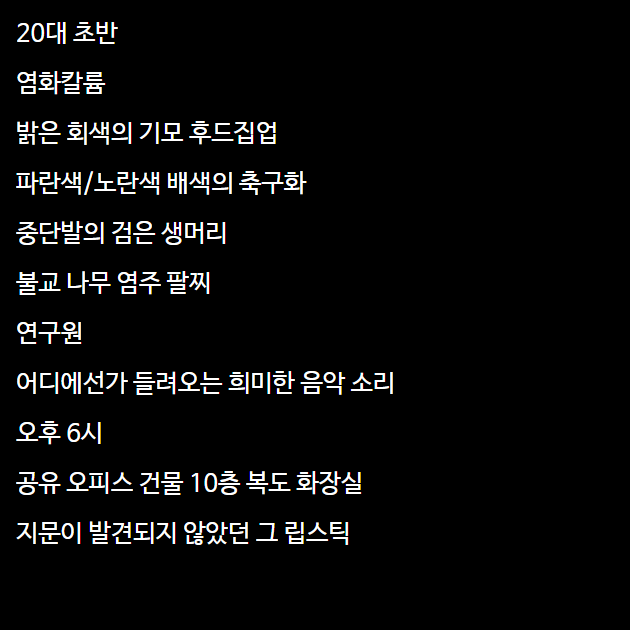 20대 초반
염화칼륨
밝은 회색의 기모 후드집업
파란색/노란색 배색의 축구화
중단발의 검은 생머리
불교 나무 염주 팔찌
연구원
어디에선가 들려오는 희미한 음악 소리
오후 6시
공유 오피스 건물 10층 복도 화장실
지문이 발견되지 않았던 그 립스틱